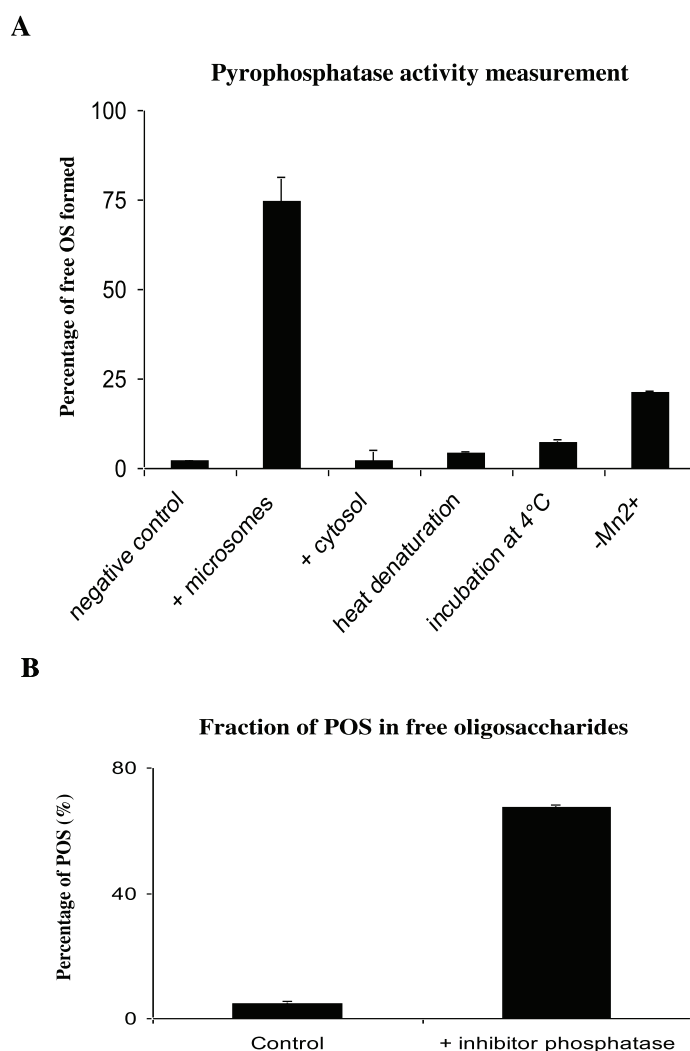 A
Pyrophosphatase activity measurement
Percentage of free OS formed
100
75
50
25
0
negative control
+ microsomes
+ cytosol
heat denaturation
incubation at 4°C
-Mn2+
B
Fraction of POS in free oligosaccharides
Percentage of POS (%)
80
40
0
Control
+ inhibitor phosphatase